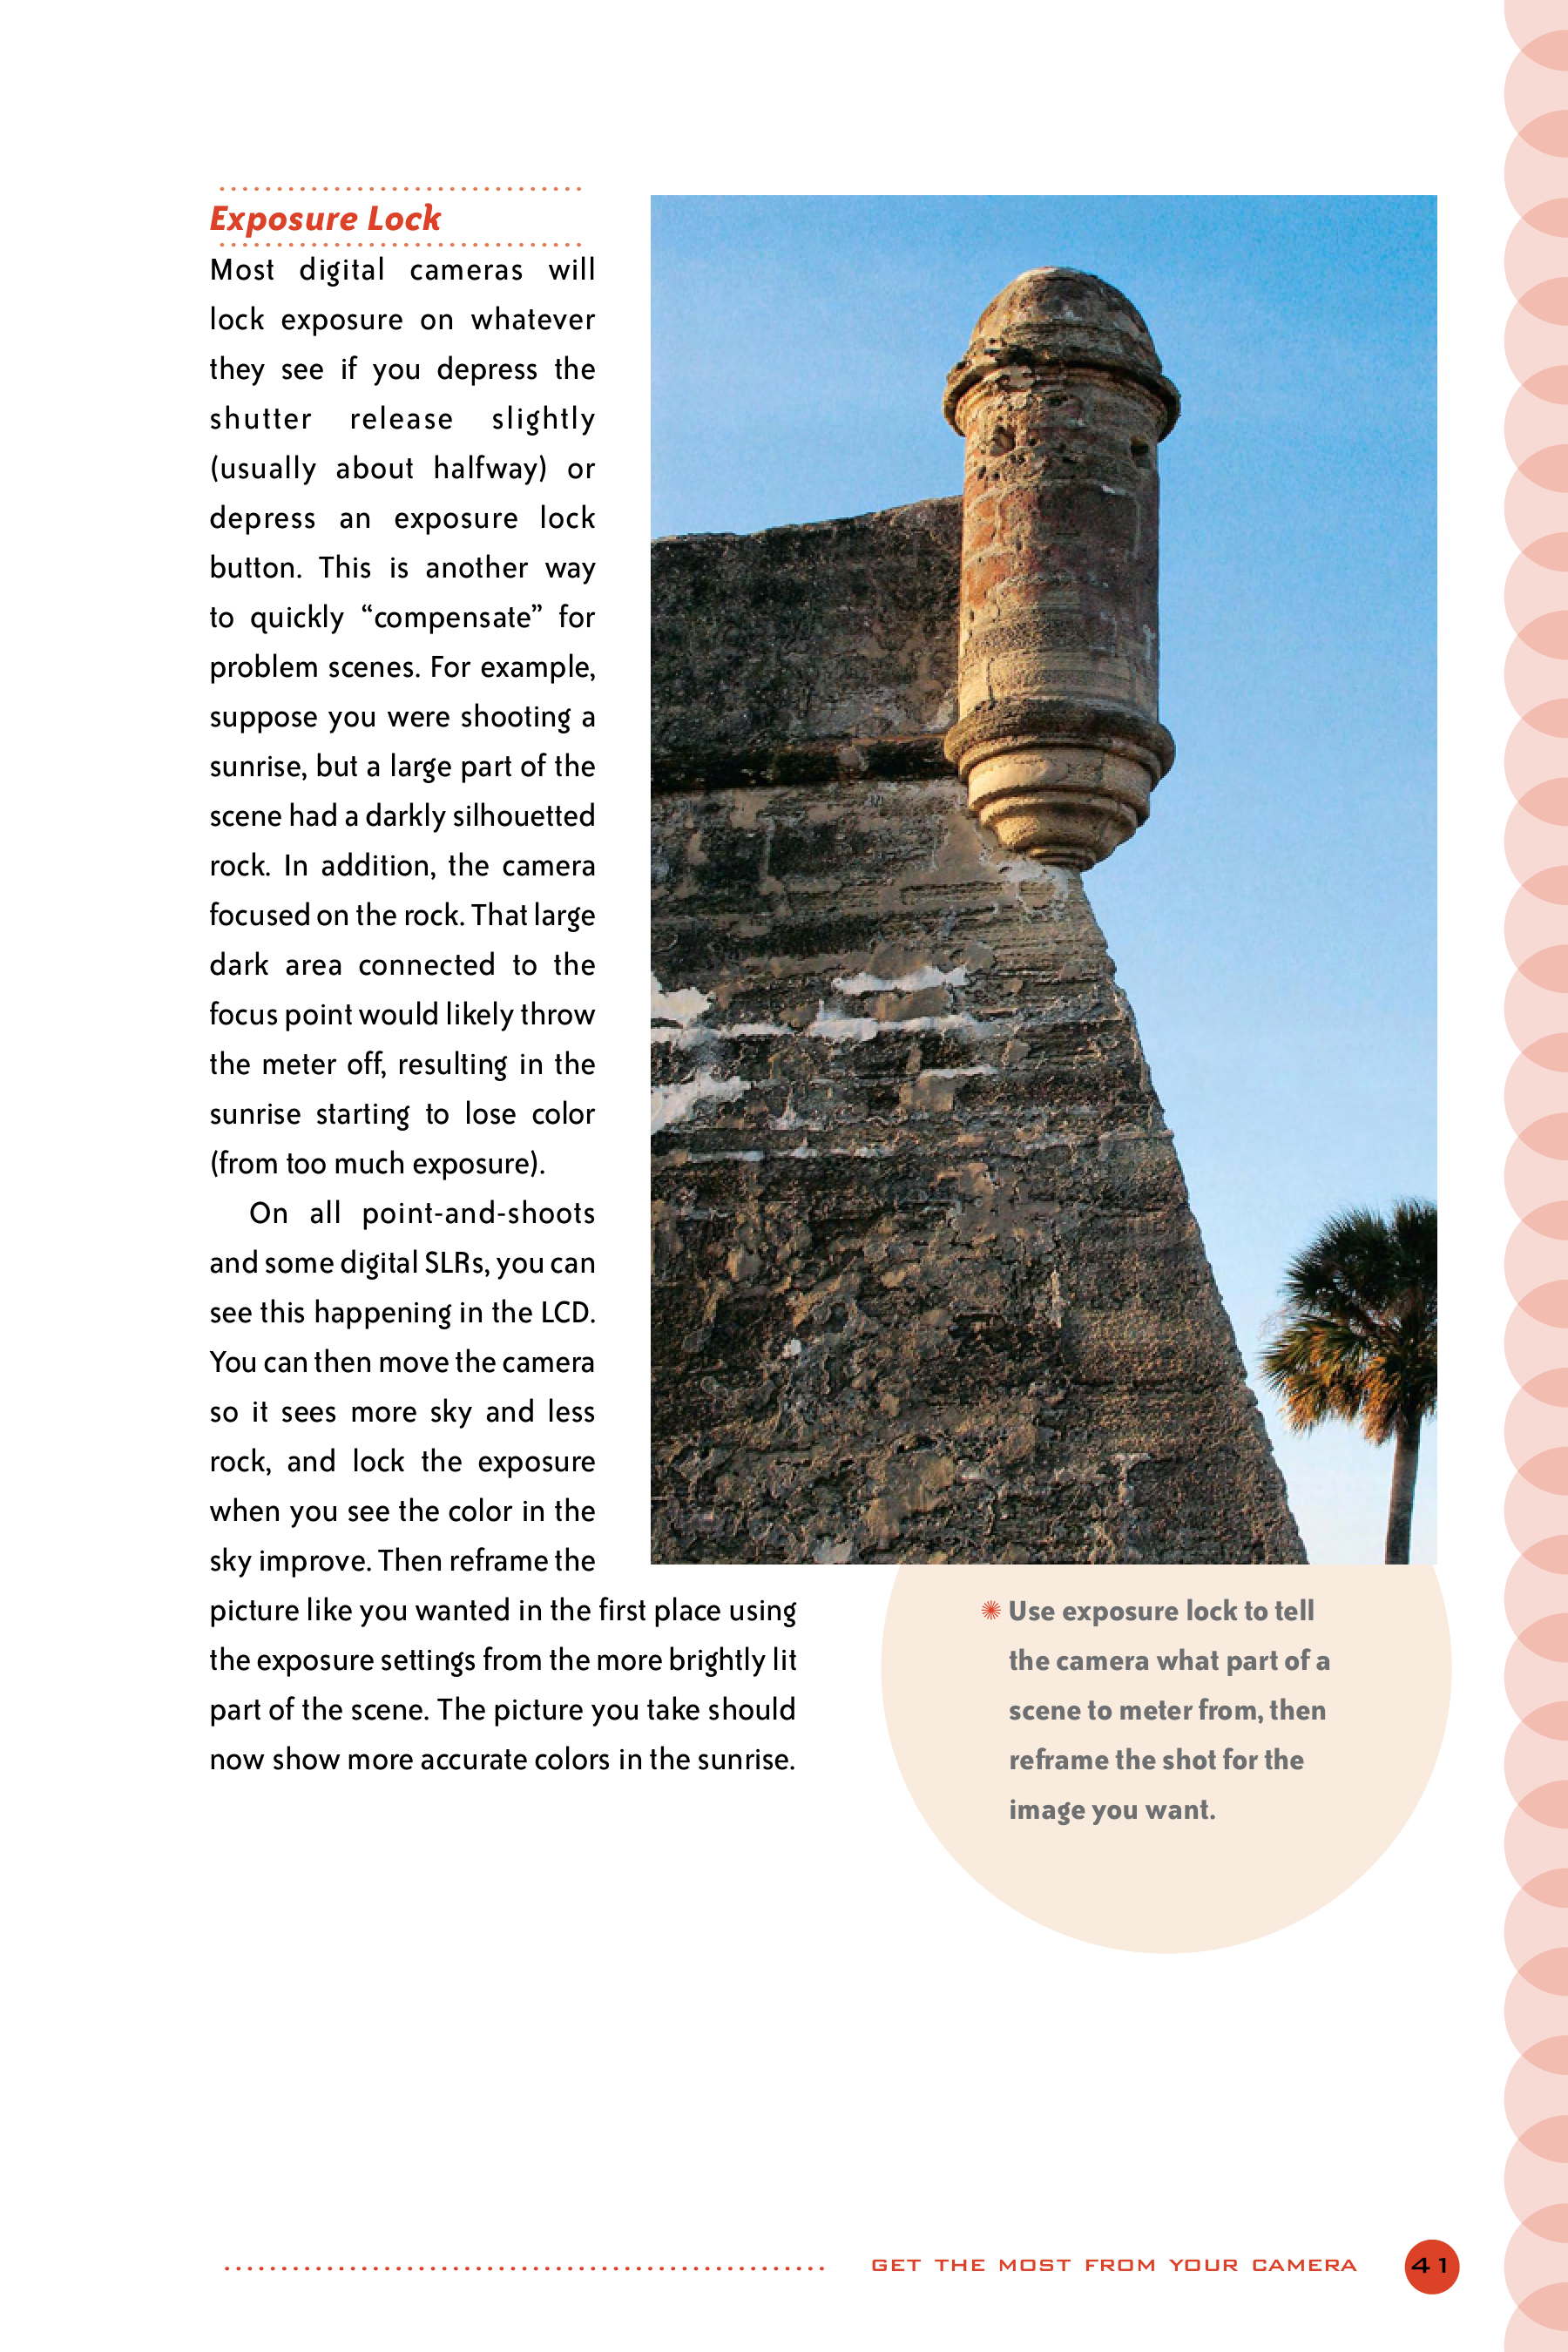 Exposure Lock
Most digital cameras will
lock exposure on whatever
they see if you depress the
shutter release slightly
(usually about halfway) or
depress an exposure lock
button. This is another way
to quickly “compensate” for
problem scenes. For example,
suppose you were shooting a
sunrise, but a large part of the
scene had a darkly silhouetted
rock. In addition, the camera
focused on the rock. That large
dark area connected to the
focus point would likely throw
the meter off, resulting in the
sunrise starting to lose color
(from too much exposure).
On all point-and-shoots
and some digital SLRs, you can
see this happening in the LCD.
You can then move the camera
so it sees more sky and less
rock, and lock the exposure
when you see the color in the
sky improve. Then reframe the
picture like you wanted in the first place using
the exposure settings from the more brightly lit
part of the scene. The picture you take should
now show more accurate colors in the sunrise.
Use exposure lock to tell
the camera what part of a
scene to meter from, then
reframe the shot for the
image you want.
GET THE MOST FROM YOUR CAMERA 41